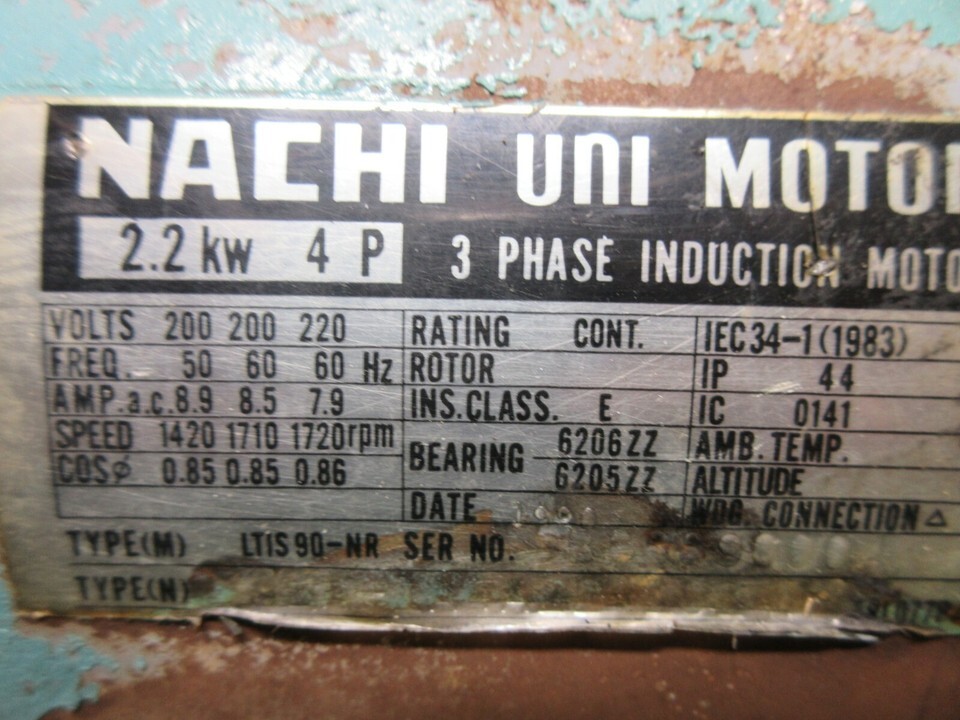 NACHI UNI MOTO
2.2 kw 4 P 3 PHASE INDUCTION MOTO
VOLTS 200 200 220 RATING CONT. IEC34-1(1983)
FREQ. 50 60 60 Hz ROTOR IP 44
AMP.a.c. 8.9 8.5 7.9 INS.CLASS. E IC 0141
SPEED 1420 1710 1720rpm BEARING 6206ZZ AMB.TEMP.
COSφ 0.85 0.85 0.86 6205ZZ ALTITUDE
DATE WDG. CONNECTION △
TYPE(M) LTIS90-NR SER NO.
TYPE(N)